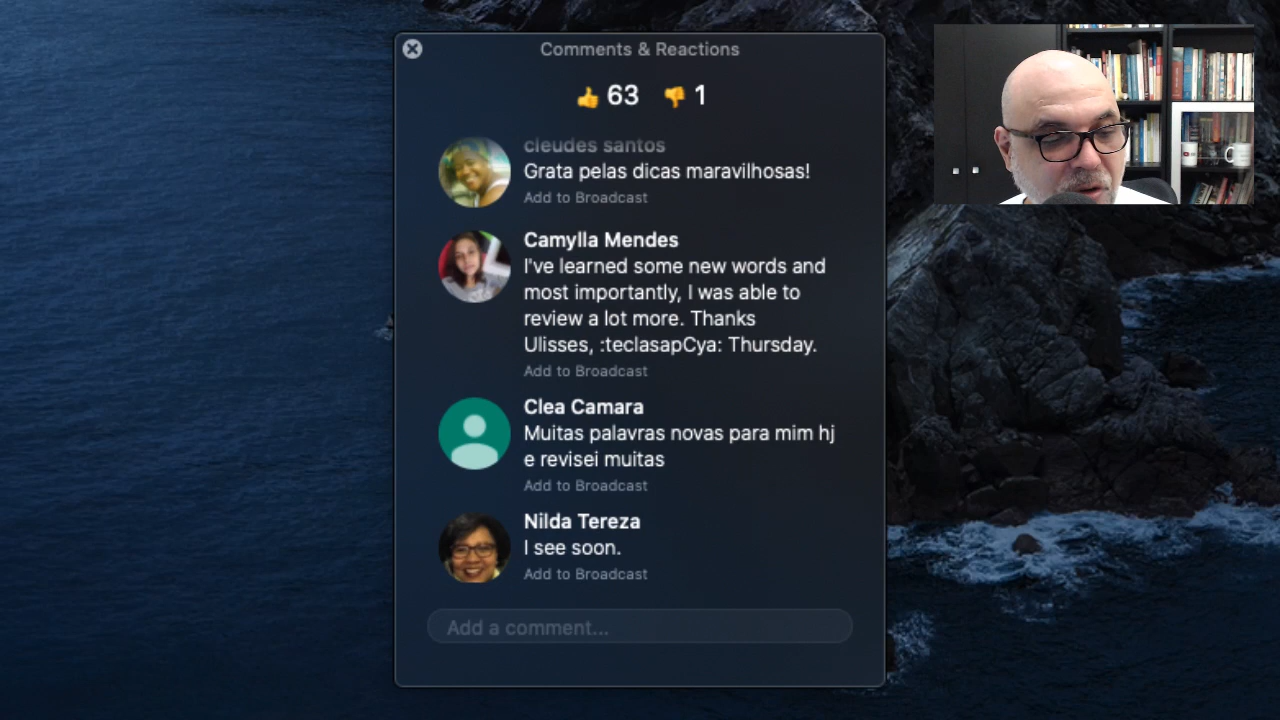 Comments & Reactions
👍 63 👎 1
cleudes santos
Grata pelas dicas maravilhosas!
Add to Broadcast
Camylla Mendes
I've learned some new words and
most importantly, I was able to
review a lot more. Thanks
Ulisses, :teclasapCya: Thursday.
Add to Broadcast
Clea Camara
Muitas palavras novas para mim hj
e revisei muitas
Add to Broadcast
Nilda Tereza
I see soon.
Add to Broadcast
Add a comment...